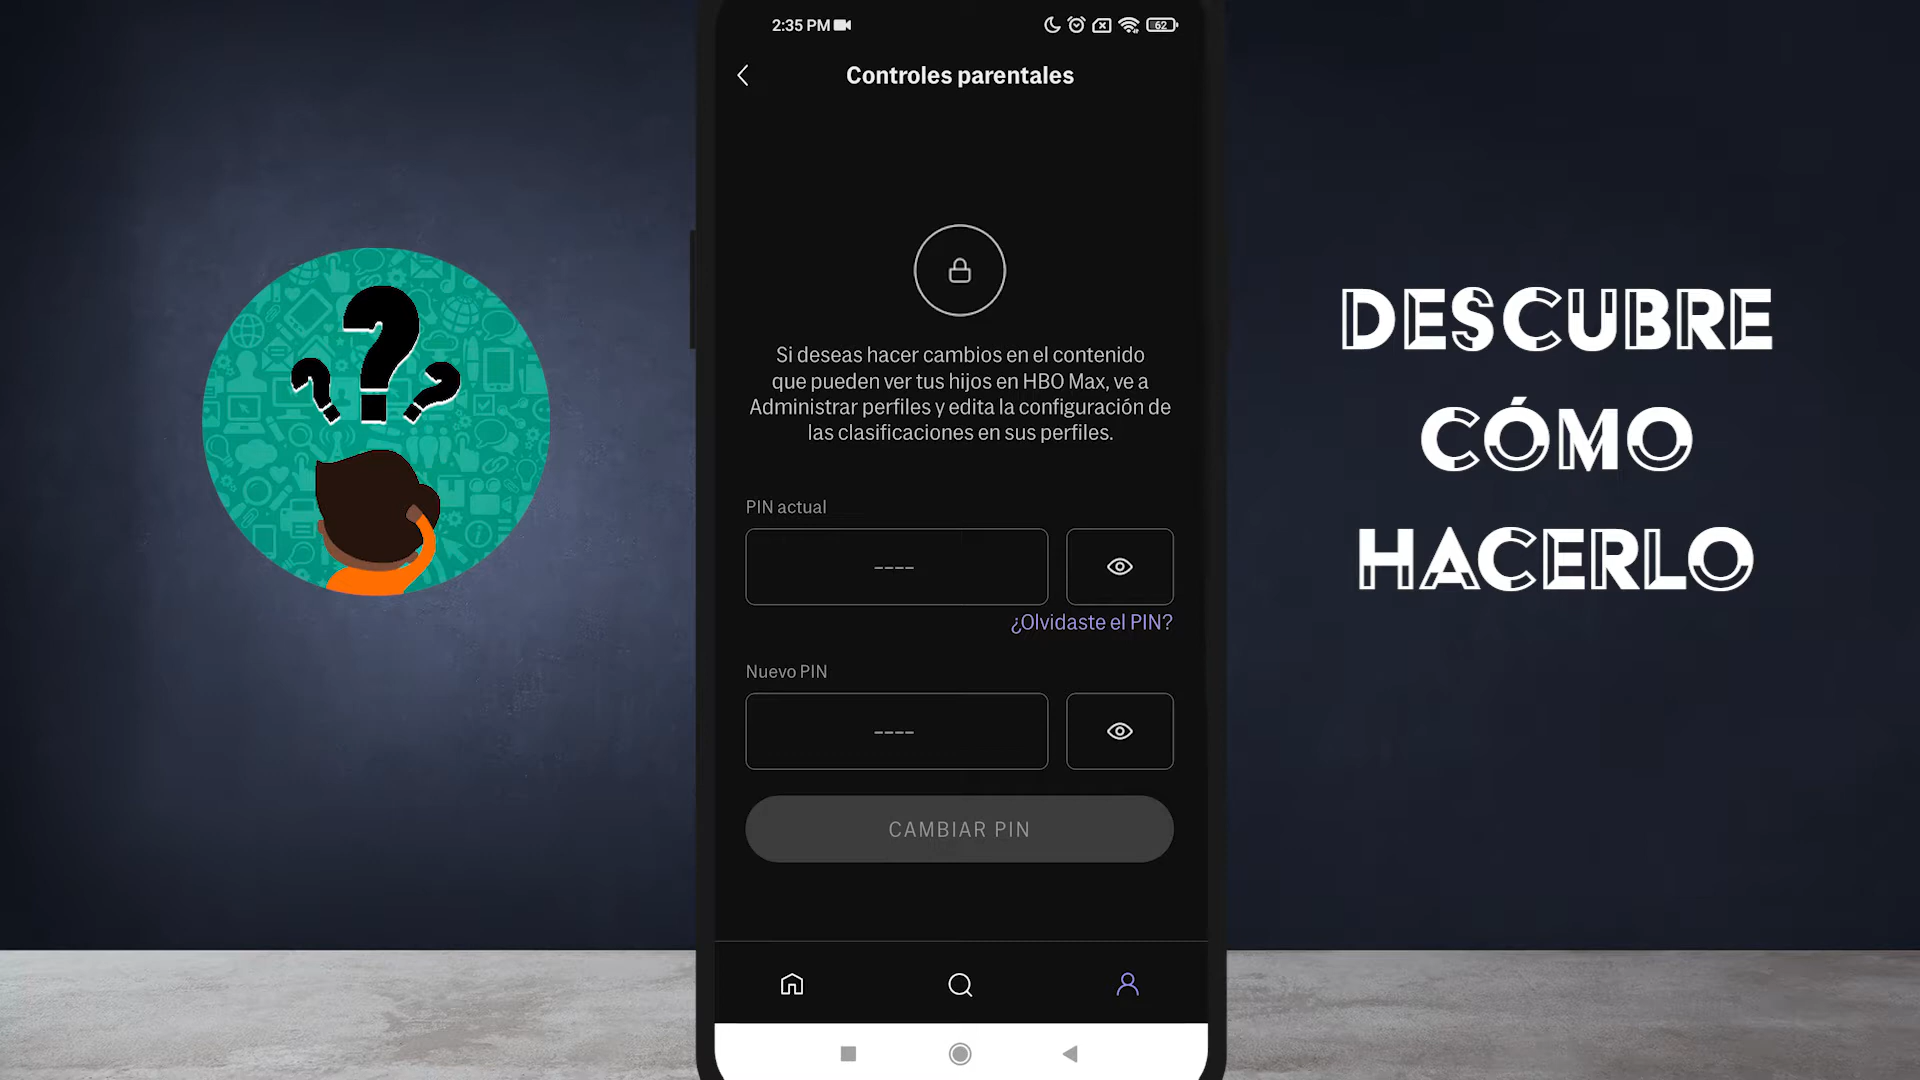 2:35 PM
62
Controles parentales
Si deseas hacer cambios en el contenido
que pueden ver tus hijos en HBO Max, ve a
Administrar perfiles y edita la configuración de
las clasificaciones en sus perfiles.
PIN actual
----
¿Olvidaste el PIN?
Nuevo PIN
----
CAMBIAR PIN
DESCUBRE
CÓMO
HACERLO